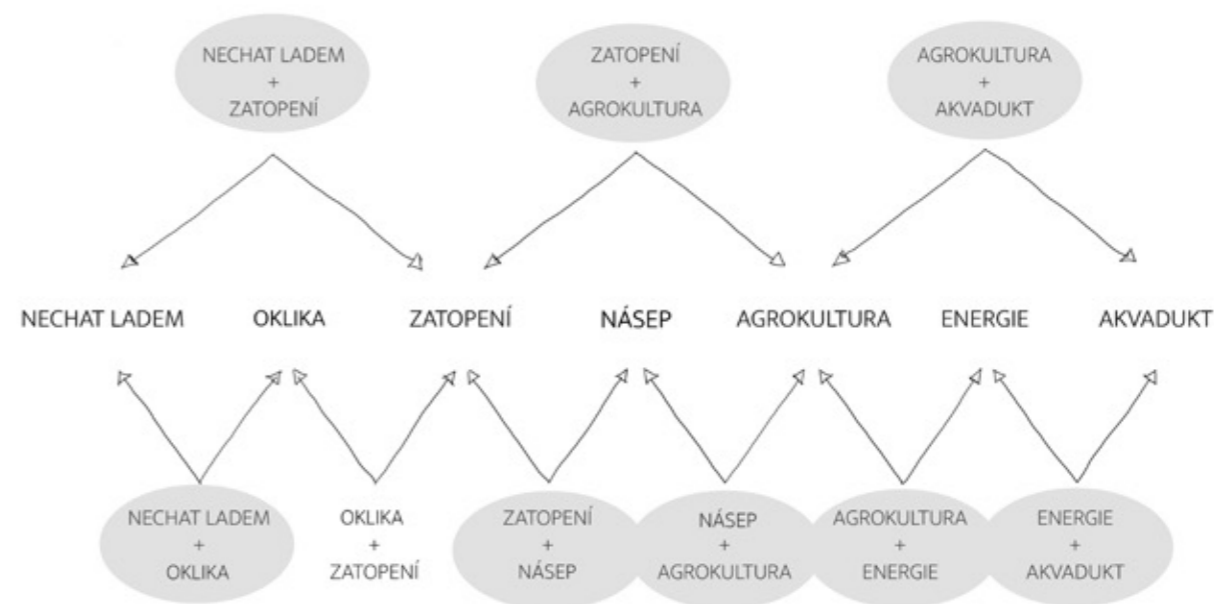 NECHAT LADEM
+
ZATOPENÍ
ZATOPENÍ
+
AGROKULTURA
AGROKULTURA
+
AKVADUKT
NECHAT LADEM
OKLIKA
ZATOPENÍ
NÁSEP
AGROKULTURA
ENERGIE
AKVADUKT
NECHAT LADEM
+
OKLIKA
OKLIKA
+
ZATOPENÍ
ZATOPENÍ
+
NÁSEP
NÁSEP
+
AGROKULTURA
AGROKULTURA
+
ENERGIE
ENERGIE
+
AKVADUKT